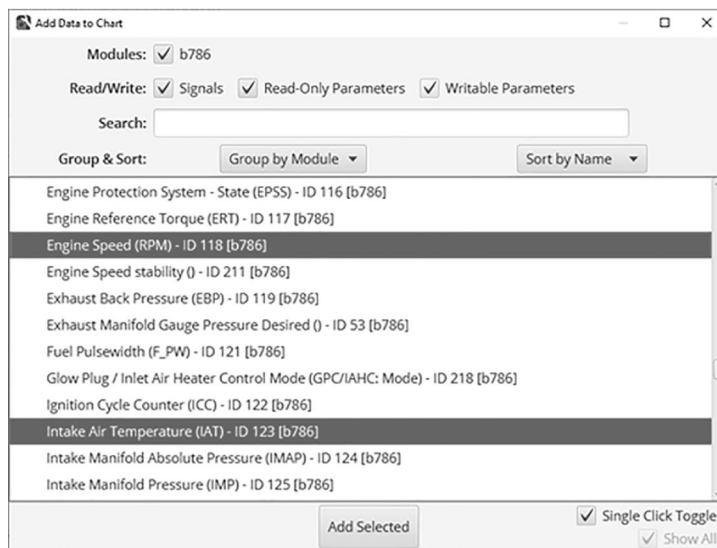 Add Data to Chart
Modules: b786
Read/Write: Signals Read-Only Parameters Writable Parameters
Search:
Group & Sort: Group by Module Sort by Name
Engine Protection System - State (EPSS) - ID 116 [b786]
Engine Reference Torque (ERT) - ID 117 [b786]
Engine Speed (RPM) - ID 118 [b786]
Engine Speed stability () - ID 211 [b786]
Exhaust Back Pressure (EBP) - ID 119 [b786]
Exhaust Manifold Gauge Pressure Desired () - ID 53 [b786]
Fuel Pulsewidth (F_PW) - ID 121 [b786]
Glow Plug / Inlet Air Heater Control Mode (GPC/IAHC: Mode) - ID 218 [b786]
Ignition Cycle Counter (ICC) - ID 122 [b786]
Intake Air Temperature (IAT) - ID 123 [b786]
Intake Manifold Absolute Pressure (IMAP) - ID 124 [b786]
Intake Manifold Pressure (IMP) - ID 125 [b786]
Add Selected
Single Click Toggle
Show All